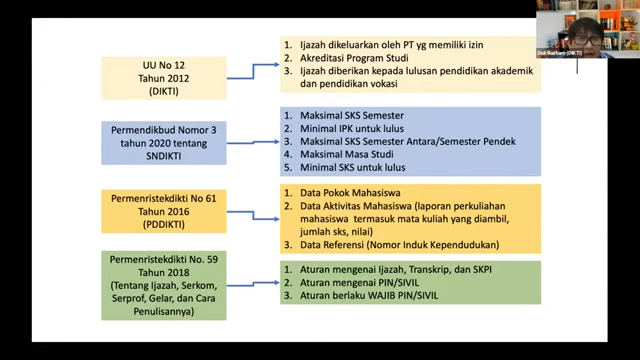 Didi Rustam (DIKTI)
UU No 12
Tahun 2012
(DIKTI)
1. Ijazah dikeluarkan oleh PT yg memiliki izin
2. Akreditasi Program Studi
3. Ijazah diberikan kepada lulusan pendidikan akademik
dan pendidikan vokasi
Permendikbud Nomor 3
tahun 2020 tentang
SNDIKTI
1. Maksimal SKS Semester
2. Minimal IPK untuk lulus
3. Maksimal SKS Semester Antara/Semester Pendek
4. Maksimal Masa Studi
5. Minimal SKS untuk lulus
Permenristekdikti No 61
Tahun 2016
(PDDIKTI)
1. Data Pokok Mahasiswa
2. Data Aktivitas Mahasiswa (laporan perkuliahan
mahasiswa termasuk mata kuliah yang diambil,
jumlah sks, nilai)
3. Data Referensi (Nomor Induk Kependudukan)
Permenristekdikti No. 59
Tahun 2018
(Tentang Ijazah, Serkom,
Serprof, Gelar, dan Cara
Penulisannya)
1. Aturan mengenai Ijazah, Transkrip, dan SKPI
2. Aturan mengenai PIN/SIVIL
3. Aturan berlaku WAJIB PIN/SIVIL